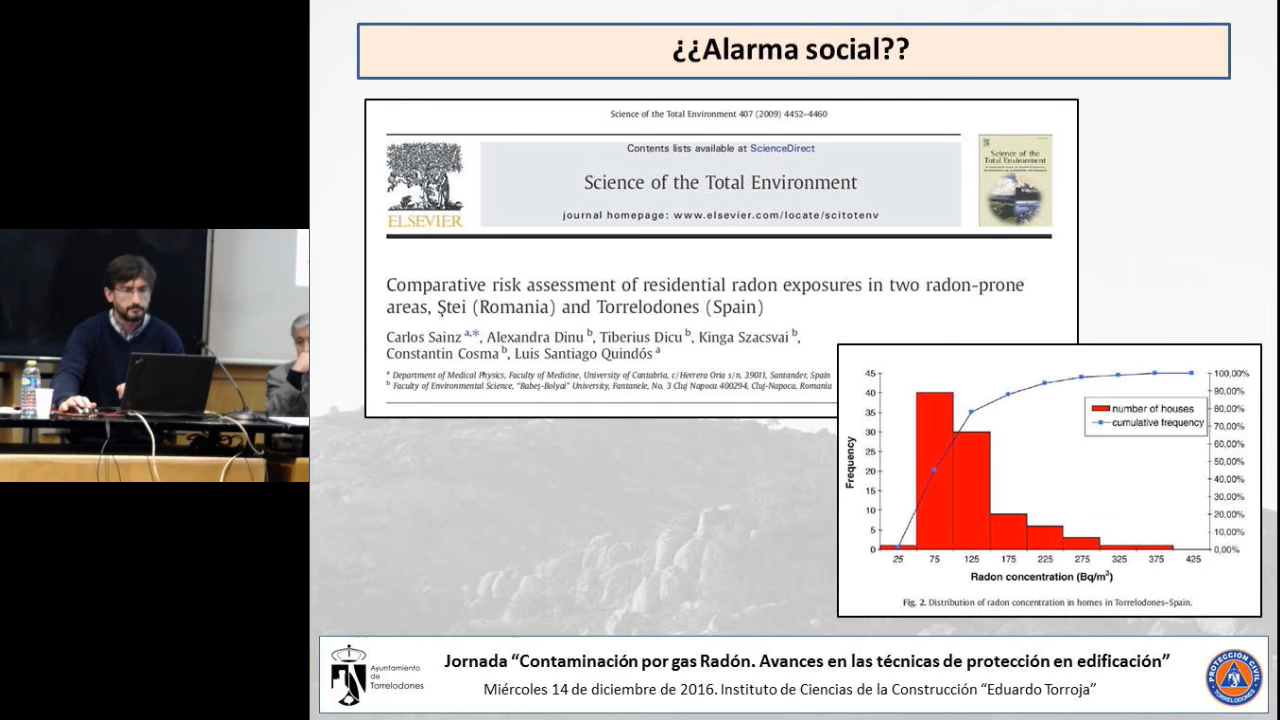 ¿¿Alarma social??
Science of the Total Environment 407 (2009) 4452–4460
Contents lists available at ScienceDirect
Science of the Total Environment
journal homepage: www.elsevier.com/locate/scitotenv
ELSEVIER
Science of the
Total Environment
Comparative risk assessment of residential radon exposures in two radon-prone
areas, Ştei (Romania) and Torrelodones (Spain)
Carlos Sainz a,*, Alexandra Dinu b, Tiberius Dicu b, Kinga Szacsvai b,
Constantin Cosma b, Luis Santiago Quindós a
a Department of Medical Physics, Faculty of Medicine, University of Cantabria, c/Herrera Oria s/n. 39011, Santander, Spain
b Faculty of Environmental Science, "Babeş-Bolyai" University, Fantanele, No. 3 Cluj Napoca 400294, Cluj-Napoca, Romania
Frequency
45
40
35
30
25
20
15
10
5
0
100,00%
90,00%
80,00%
70,00%
60,00%
50,00%
40,00%
30,00%
20,00%
10,00%
0,00%
number of houses
cumulative frequency
25 75 125 175 225 275 325 375 425
Radon concentration (Bq/m³)
Fig. 2. Distribution of radon concentration in homes in Torrelodones–Spain.
Ayuntamiento
de
Torrelodones
Jornada “Contaminación por gas Radón. Avances en las técnicas de protección en edificación”
Miércoles 14 de diciembre de 2016. Instituto de Ciencias de la Construcción “Eduardo Torroja”
PROTECCIÓN CIVIL
TORRELODONES